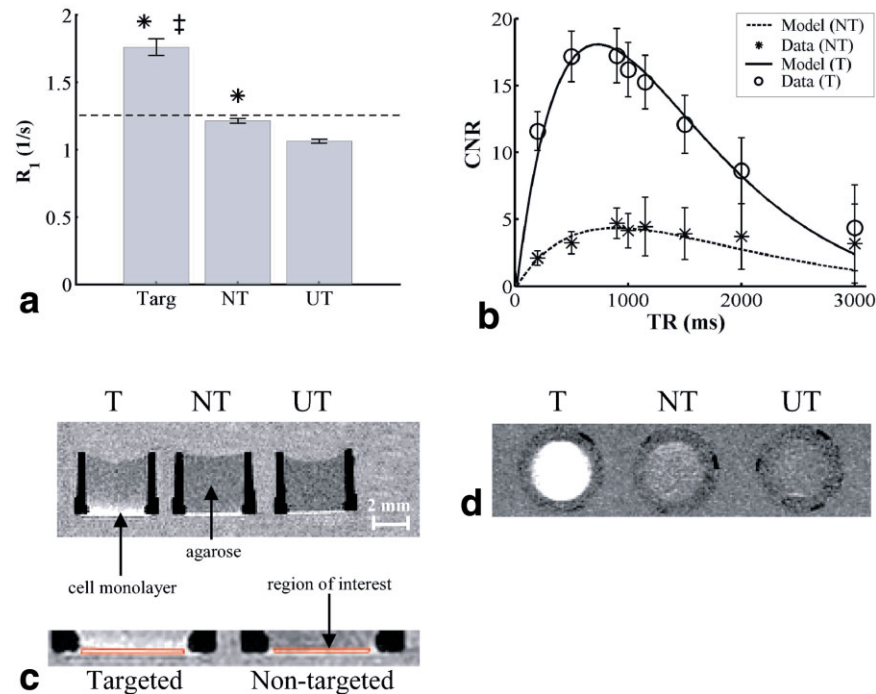 2
1.5
1
0.5
0
R1 (1/s)
* ‡
*
Targ NT UT
a
20
15
10
5
0
CNR
0 1000 2000 3000
TR (ms)
Model (NT)
Data (NT)
Model (T)
Data (T)
b
T NT UT
2 mm
agarose
cell monolayer
region of interest
Targeted Non-targeted
c
T NT UT
d